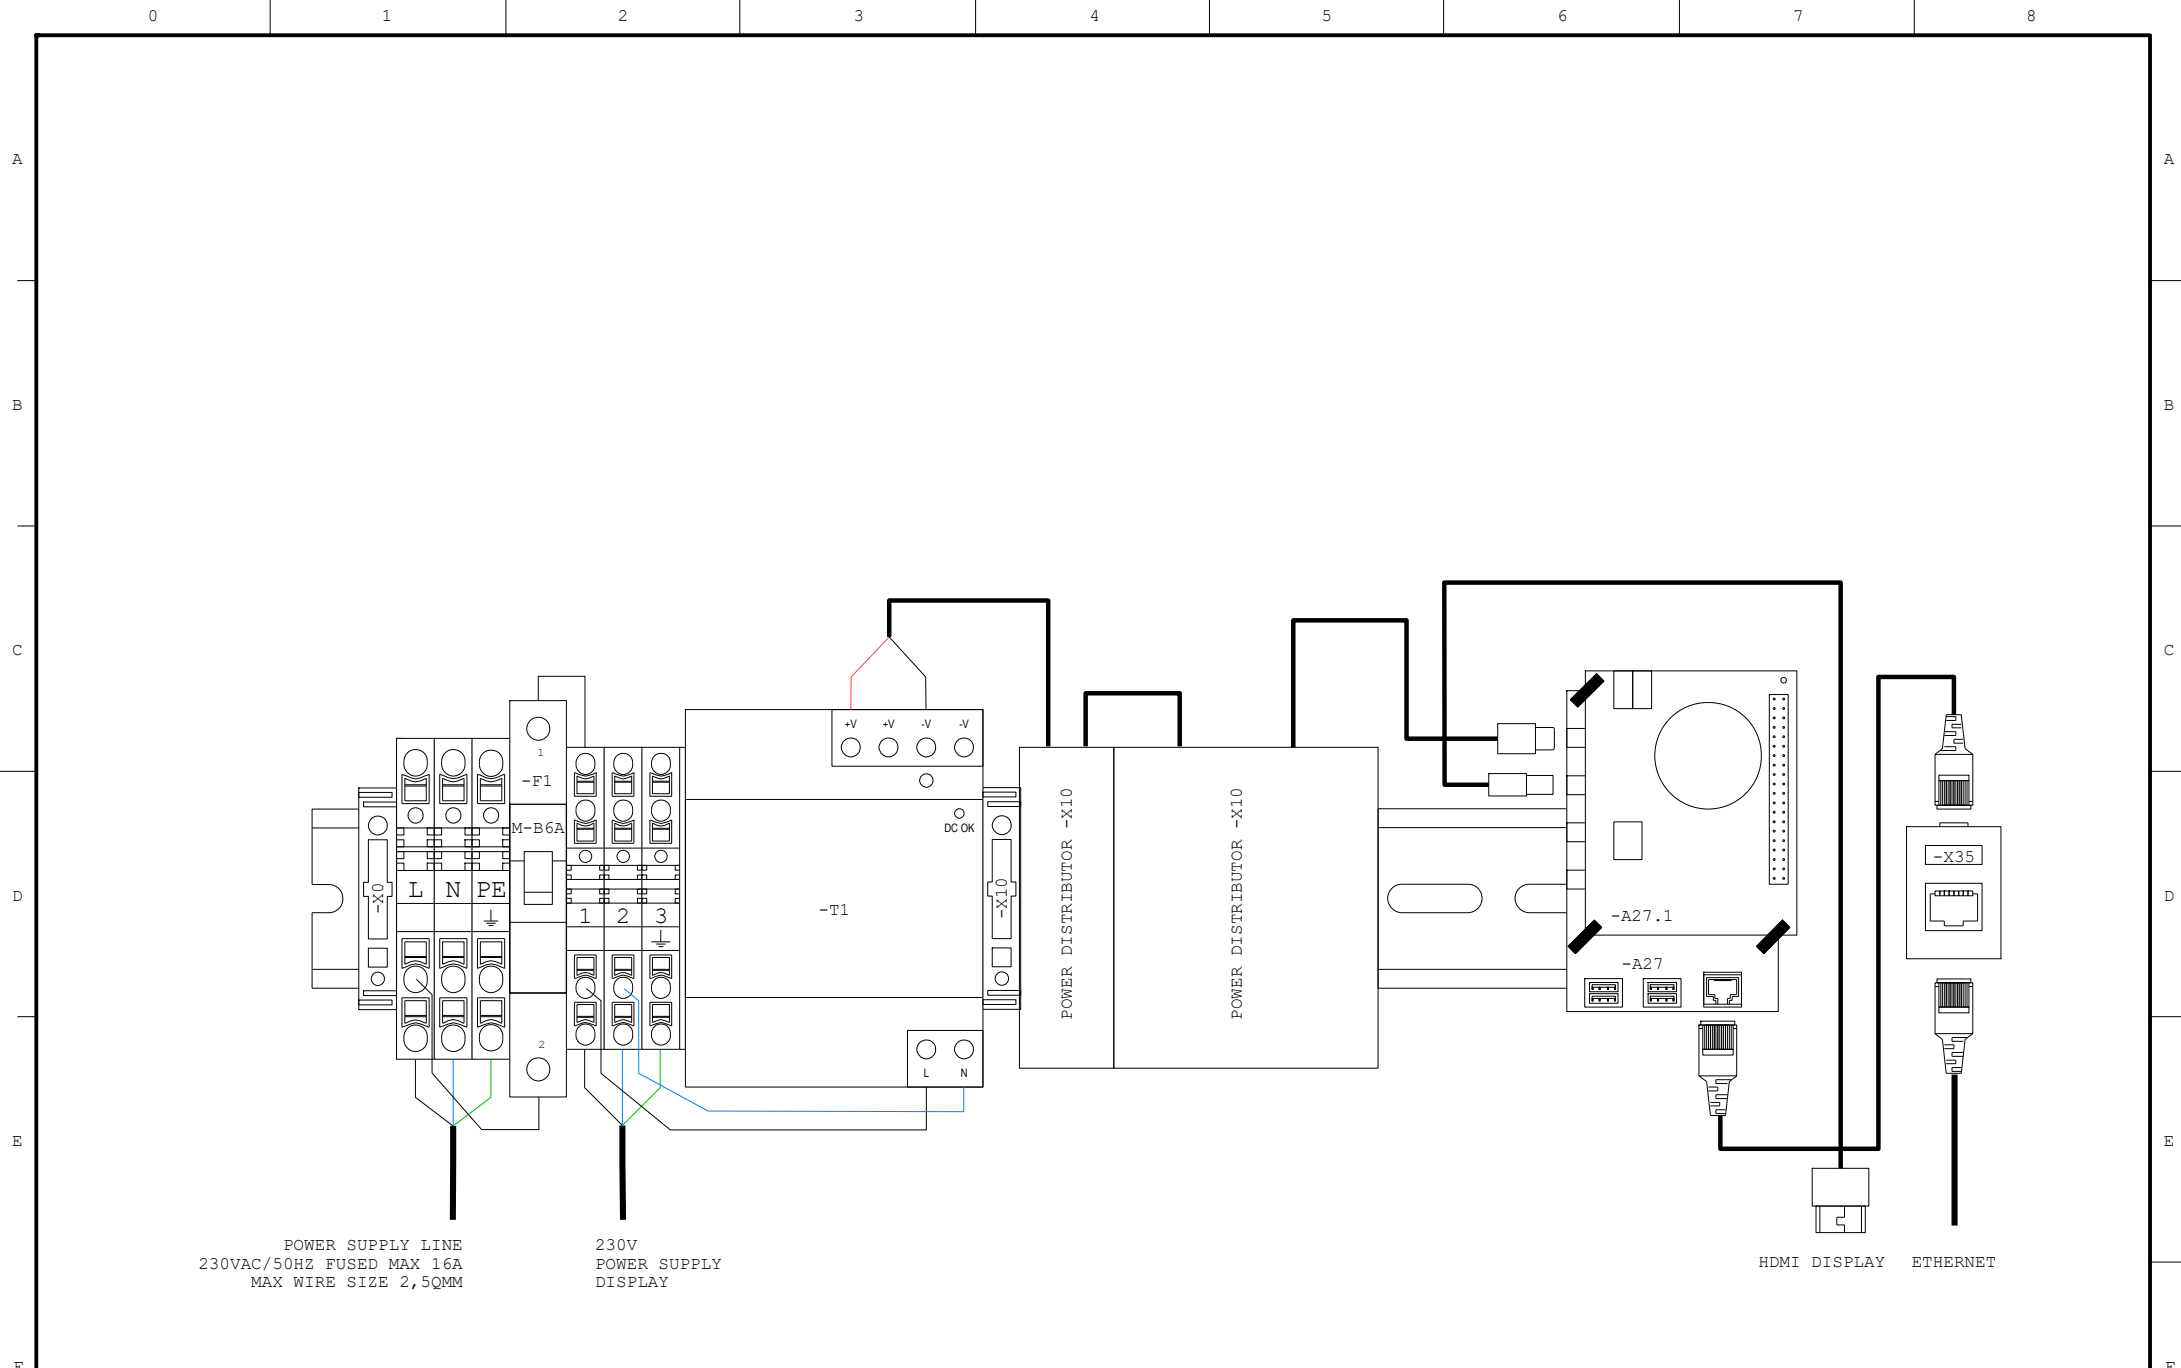 0 1 2 3 4 5 6 7 8
A A
B B
C C
+V +V -V -V
1
-F1
M-B6A
DC OK
-X35
L N PE
-X0
-X10
POWER DISTRIBUTOR -X10
POWER DISTRIBUTOR -X10
D D
-T1
1 2 3
-A27.1
-A27
2
L N
E E
POWER SUPPLY LINE
230VAC/50HZ FUSED MAX 16A
MAX WIRE SIZE 2,5QMM
230V
POWER SUPPLY
DISPLAY
HDMI DISPLAY
ETHERNET
F F